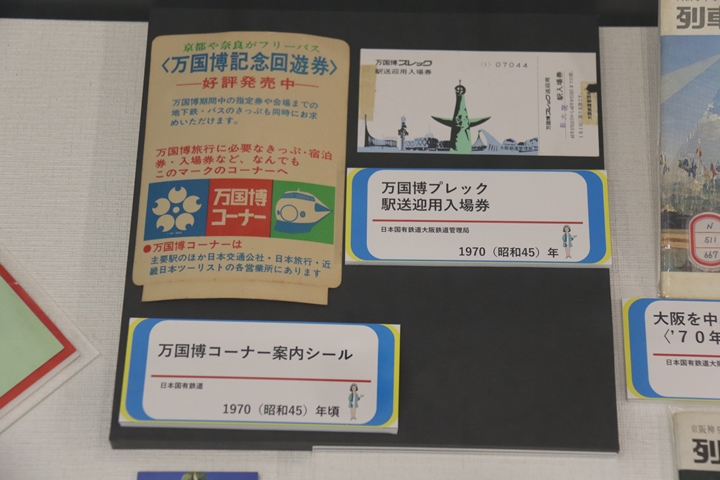 京都や奈良がフリーパス
〈万国博記念回遊券〉
―好評発売中―
万国博期間中の指定券や会場までの
地下鉄・バスのきっぷも同時にお求
めいただけます。
万国博旅行に必要なきっぷ・宿泊
券・入場券など、なんでも
このマークのコーナーへ
万国博
コーナー
●万国博コーナーは
主要駅のほか日本交通公社・日本旅行・近
畿日本ツーリストの各営業所にあります
万国博コーナー案内シール
日本国有鉄道
1970（昭和45）年頃
万国博プレック
駅送迎用入場券
07044
万国博プレック
駅送迎用入場券
日本国有鉄道大阪鉄道管理局
1970（昭和45）年
列車
N
511
667
大阪を中
〈'７０年
日本国有鉄道大阪
列